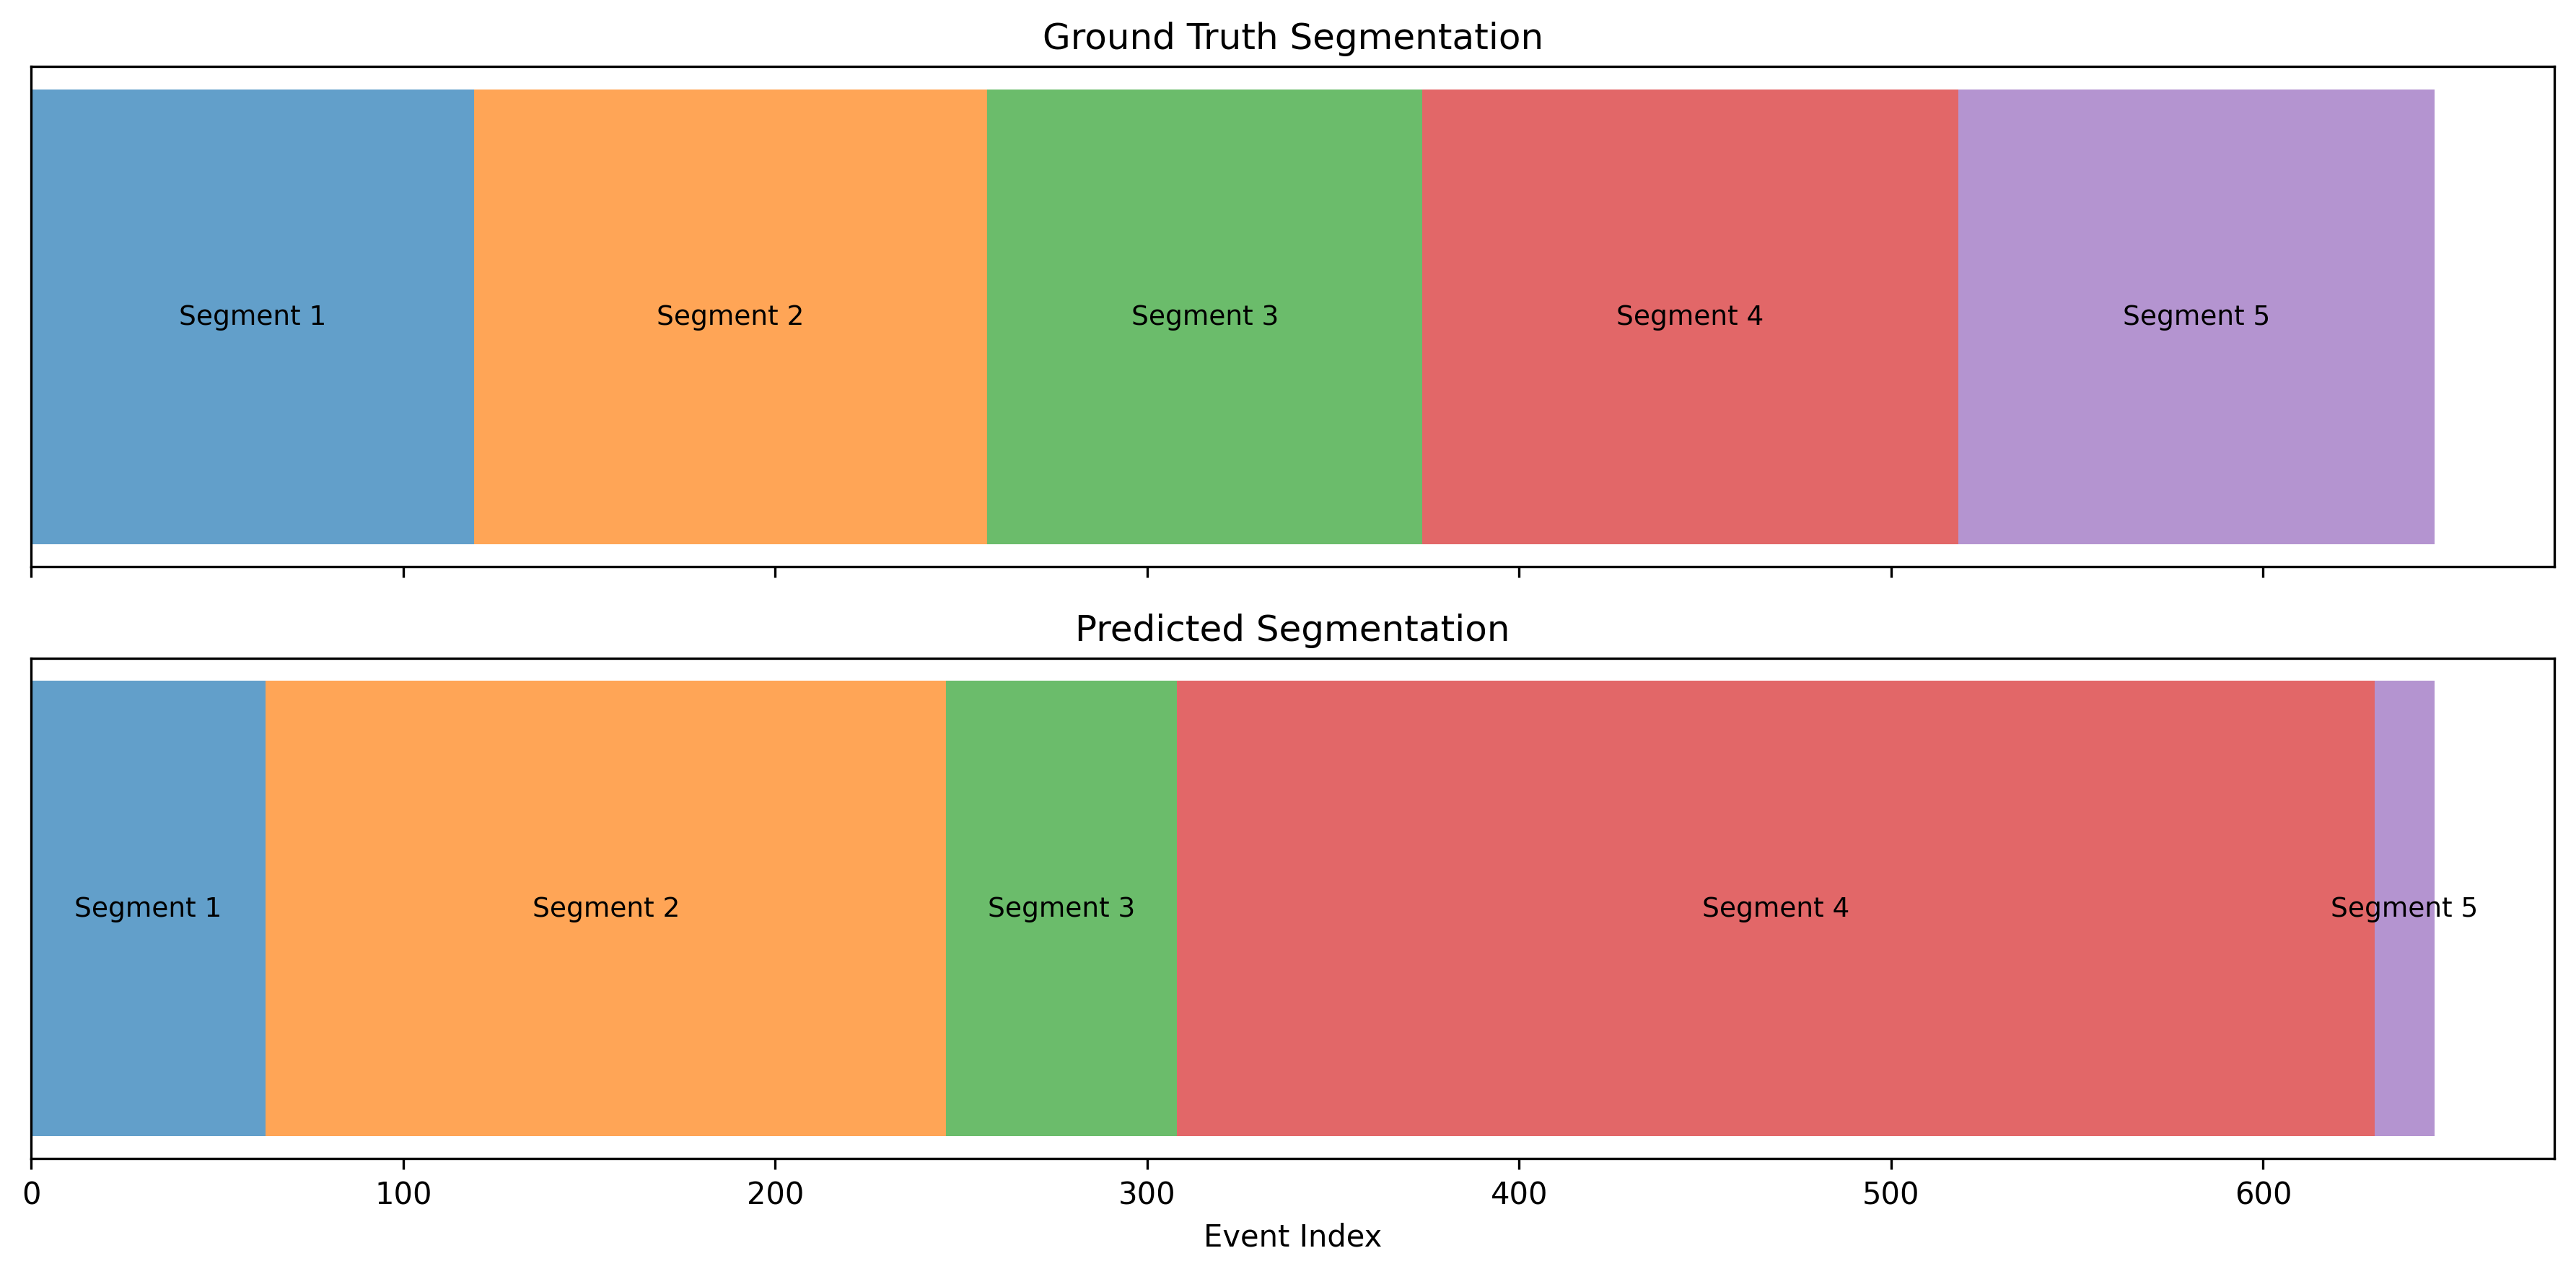 Ground Truth Segmentation
Segment 1 Segment 2 Segment 3 Segment 4 Segment 5
Predicted Segmentation
Segment 1 Segment 2 Segment 3 Segment 4 Segment 5
0 100 200 300 400 500 600
Event Index